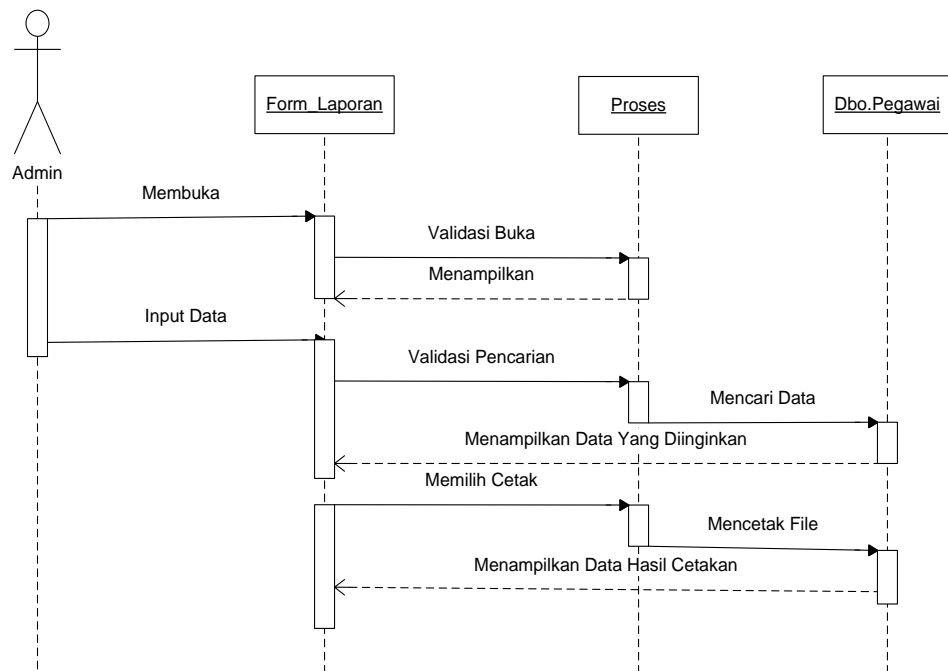 Form_Laporan
Proses
Dbo.Pegawai
Admin
Membuka
Validasi Buka
Menampilkan
Input Data
Validasi Pencarian
Mencari Data
Menampilkan Data Yang Diinginkan
Memilih Cetak
Mencetak File
Menampilkan Data Hasil Cetakan